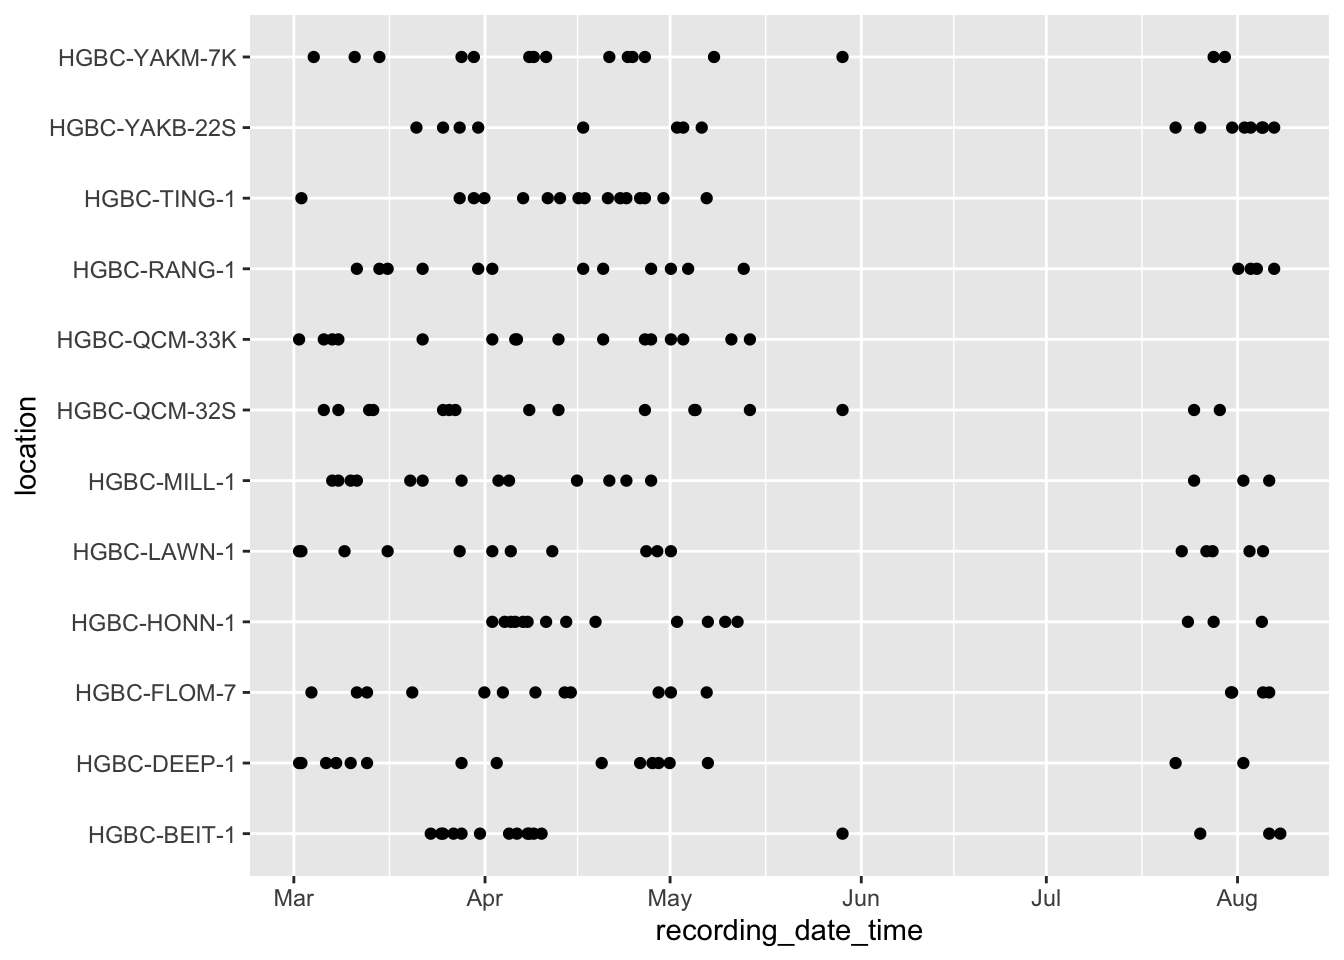 HGBC-YAKM-7K
HGBC-YAKB-22S
HGBC-TING-1
HGBC-RANG-1
HGBC-QCM-33K
HGBC-QCM-32S
HGBC-MILL-1
HGBC-LAWN-1
HGBC-HONN-1
HGBC-FLOM-7
HGBC-DEEP-1
HGBC-BEIT-1
location
Mar Apr May Jun Jul Aug
recording_date_time